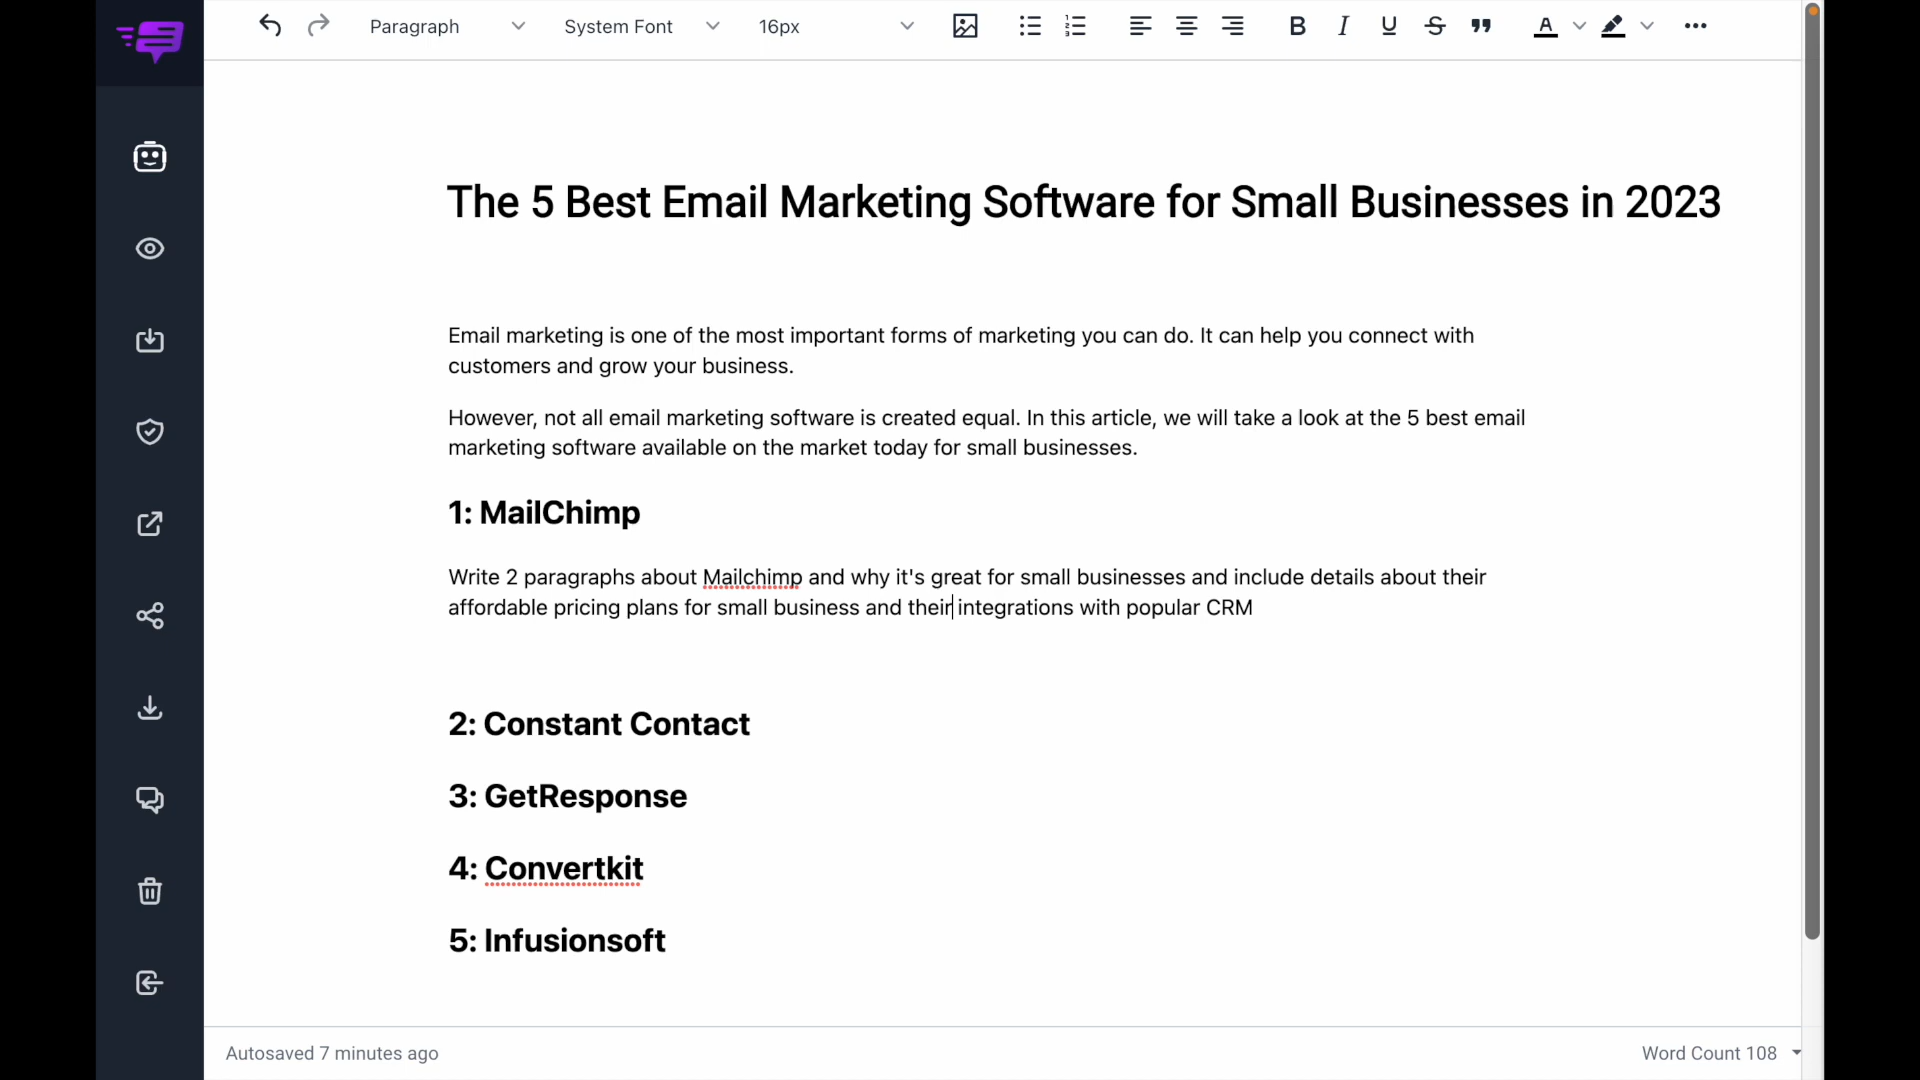 Paragraph System Font 16px
The 5 Best Email Marketing Software for Small Businesses in 2023
Email marketing is one of the most important forms of marketing you can do. It can help you connect with
customers and grow your business.
However, not all email marketing software is created equal. In this article, we will take a look at the 5 best email
marketing software available on the market today for small businesses.
1: MailChimp
Write 2 paragraphs about Mailchimp and why it's great for small businesses and include details about their
affordable pricing plans for small business and their integrations with popular CRM
2: Constant Contact
3: GetResponse
4: Convertkit
5: Infusionsoft
Autosaved 7 minutes ago Word Count 108